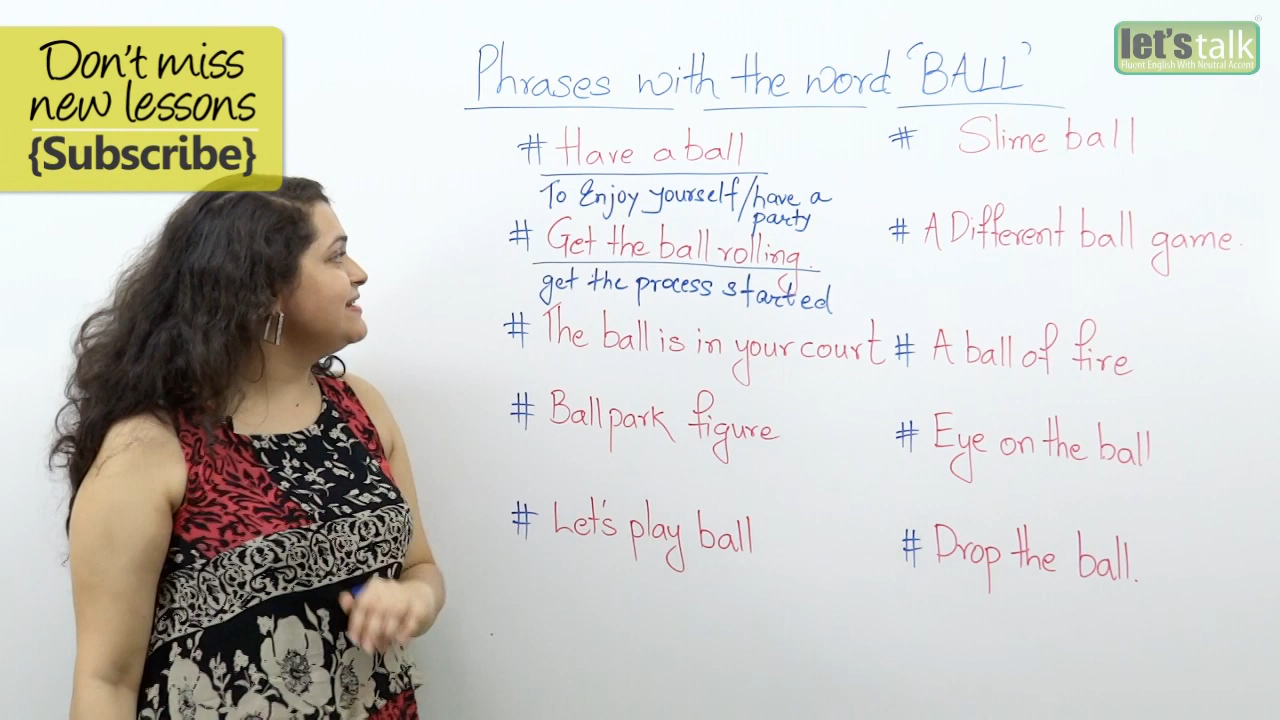 Don't miss
new lessons
{Subscribe}
let's talk
Fluent English With Neutral Accent
®
Phrases with the word 'BALL'
# Have a ball
To Enjoy yourself/have a
party
# Get the ball rolling.
get the process started
# The ball is in your court
# Ballpark figure
# Let's play ball
# Slime ball
# A Different ball game.
# A ball of fire
# Eye on the ball
# Drop the ball.